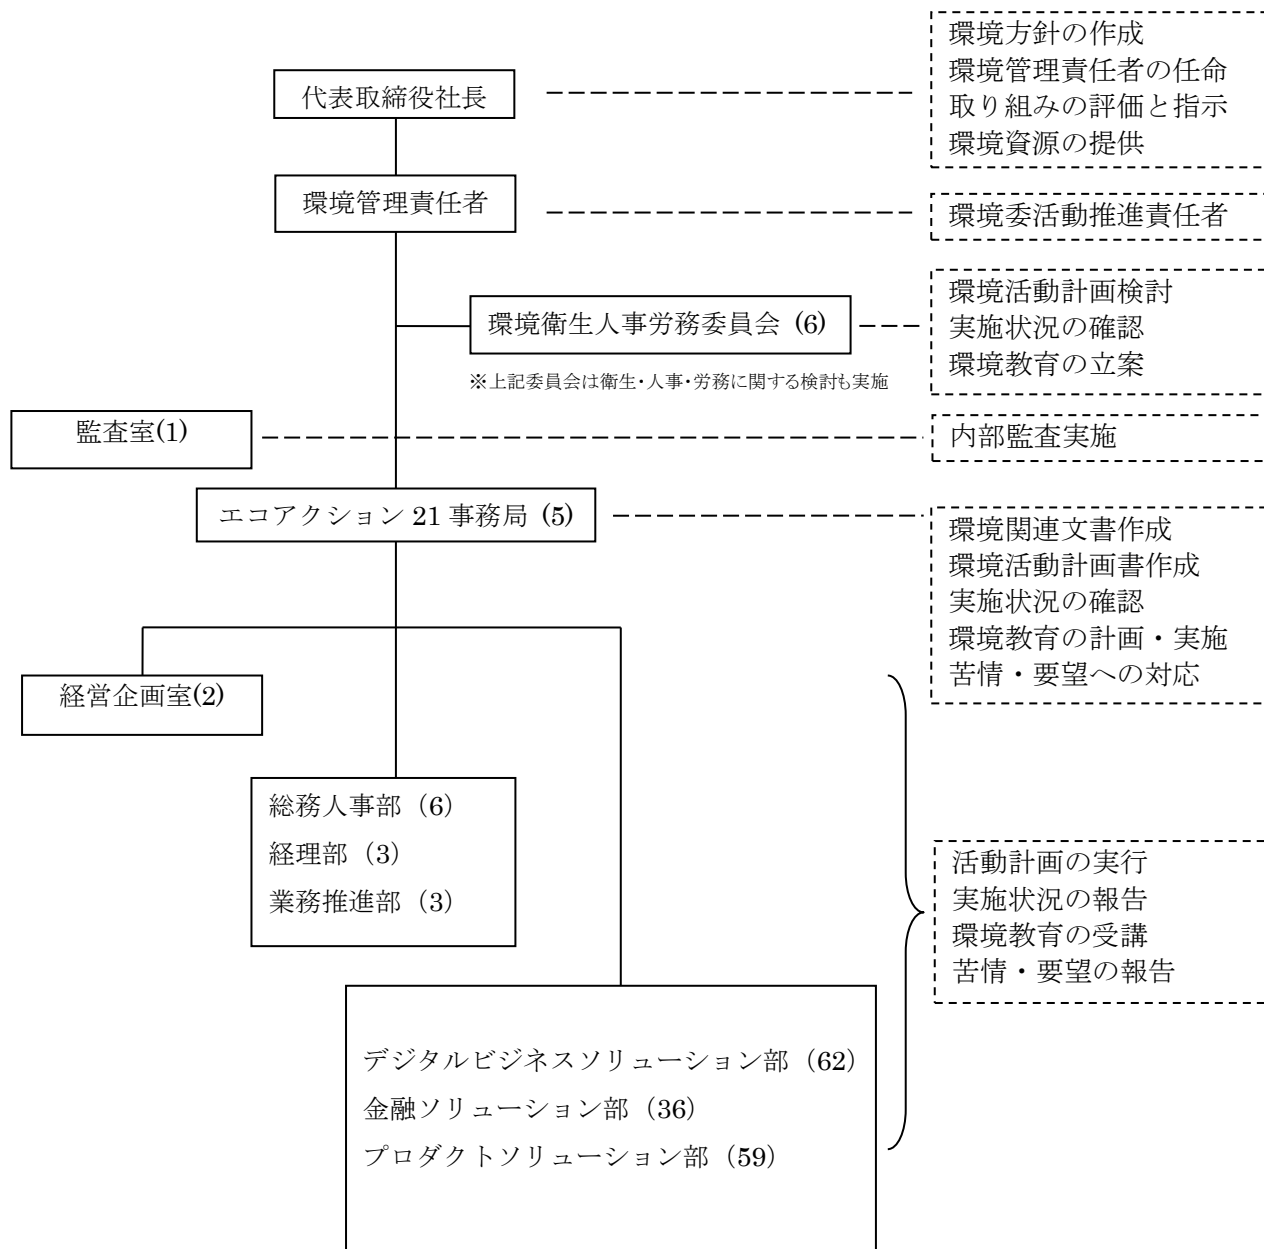 代表取締役社長
環境方針の作成
環境管理責任者の任命
取り組みの評価と指示
環境資源の提供
環境管理責任者
環境委活動推進責任者
環境衛生人事労務委員会 (6)
※上記委員会は衛生・人事・労務に関する検討も実施
環境活動計画検討
実施状況の確認
環境教育の立案
監査室(1)
内部監査実施
エコアクション 21 事務局 (5)
環境関連文書作成
環境活動計画書作成
実施状況の確認
環境教育の計画・実施
苦情・要望への対応
経営企画室(2)
総務人事部（6）
経理部（3）
業務推進部（3）
活動計画の実行
実施状況の報告
環境教育の受講
苦情・要望の報告
デジタルビジネスソリューション部（62）
金融ソリューション部（36）
プロダクトソリューション部（59）